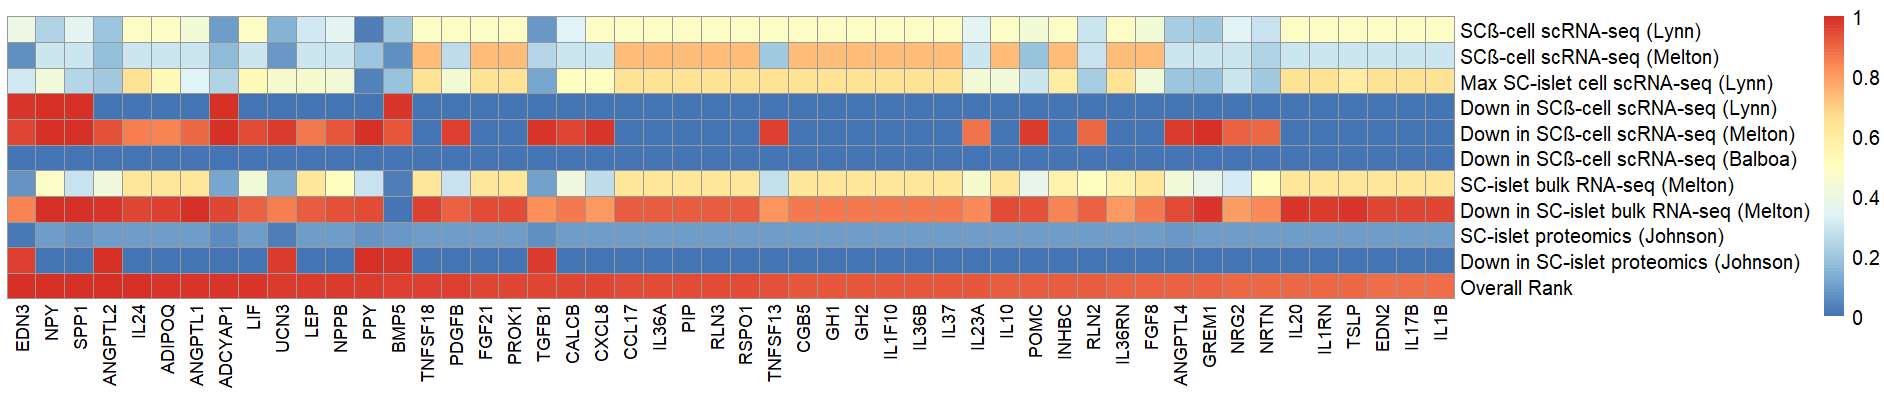 SCß-cell scRNA-seq (Lynn)
SCß-cell scRNA-seq (Melton)
Max SC-islet cell scRNA-seq (Lynn)
Down in SCß-cell scRNA-seq (Lynn)
Down in SCß-cell scRNA-seq (Melton)
Down in SCß-cell scRNA-seq (Balboa)
SC-islet bulk RNA-seq (Melton)
Down in SC-islet bulk RNA-seq (Melton)
SC-islet proteomics (Johnson)
Down in SC-islet proteomics (Johnson)
Overall Rank
1
0.8
0.6
0.4
0.2
0
EDN3
NPY
SPP1
ANGPTL2
IL24
ADIPOQ
ANGPTL1
ADCYAP1
LIF
UCN3
LEP
NPPB
PPY
BMP5
TNFSF18
PDGFB
FGF21
PROK1
TGFB1
CALCB
CXCL8
CCL17
IL36A
PIP
RLN3
RSPO1
TNFSF13
CGB5
GH1
GH2
IL1F10
IL36B
IL37
IL23A
IL10
POMC
INHBC
RLN2
IL36RN
FGF8
ANGPTL4
GREM1
NRG2
NRTN
IL20
IL1RN
TSLP
EDN2
IL17B
IL1B